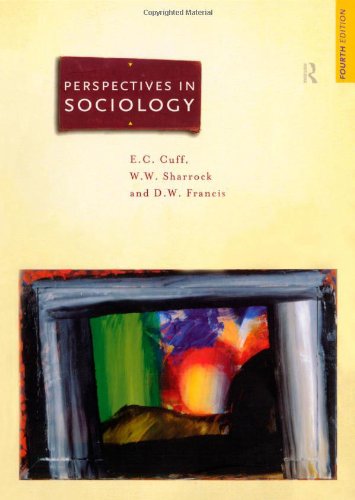 Copyrighted Material
FOURTH EDITION
R
PERSPECTIVES IN
SOCIOLOGY
E.C. Cuff,
W.W. Sharrock
and D.W. Francis